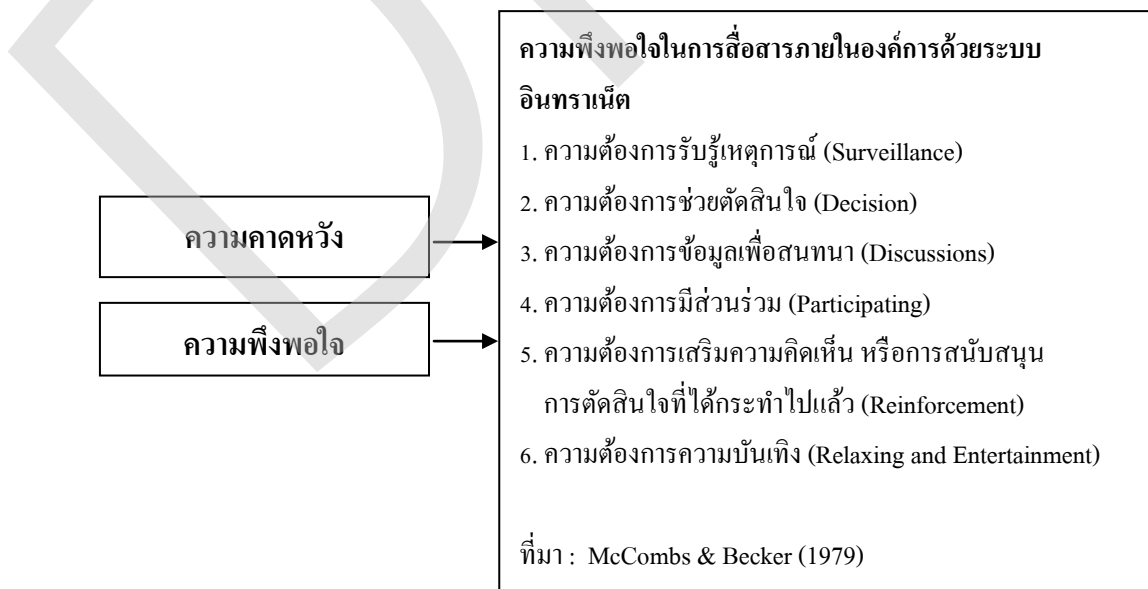 ความคาดหวัง
ความพึงพอใจ
ความพึงพอใจในการสื่อสารภายในองค์การด้วยระบบ
อินทราเน็ต
1. ความต้องการรับรู้เหตุการณ์ (Surveillance)
2. ความต้องการช่วยตัดสินใจ (Decision)
3. ความต้องการข้อมูลเพื่อสนทนา (Discussions)
4. ความต้องการมีส่วนร่วม (Participating)
5. ความต้องการเสริมความคิดเห็น หรือการสนับสนุน
การตัดสินใจที่ได้กระทำไปแล้ว (Reinforcement)
6. ความต้องการความบันเทิง (Relaxing and Entertainment)
ที่มา : McCombs & Becker (1979)